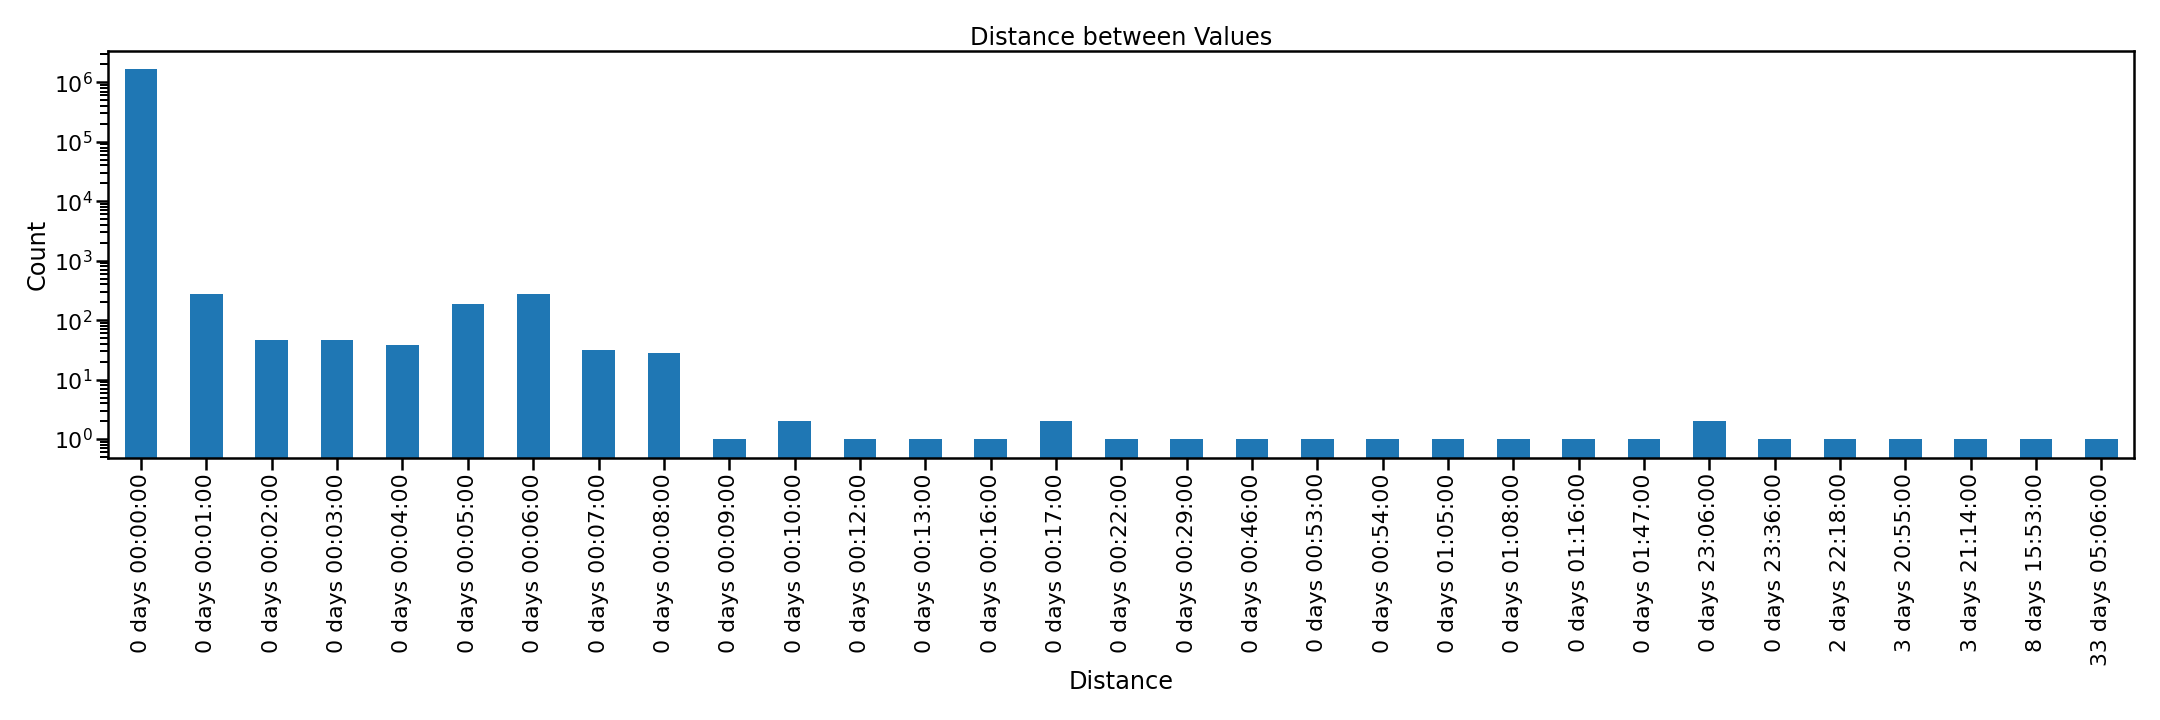 Distance between Values
Count
10^6
10^5
10^4
10^3
10^2
10^1
10^0
0 days 00:00:00
0 days 00:01:00
0 days 00:02:00
0 days 00:03:00
0 days 00:04:00
0 days 00:05:00
0 days 00:06:00
0 days 00:07:00
0 days 00:08:00
0 days 00:09:00
0 days 00:10:00
0 days 00:12:00
0 days 00:13:00
0 days 00:16:00
0 days 00:17:00
0 days 00:22:00
0 days 00:29:00
0 days 00:46:00
0 days 00:53:00
0 days 00:54:00
0 days 01:05:00
0 days 01:08:00
0 days 01:16:00
0 days 01:47:00
0 days 23:06:00
0 days 23:36:00
2 days 22:18:00
3 days 20:55:00
3 days 21:14:00
8 days 15:53:00
33 days 05:06:00
Distance